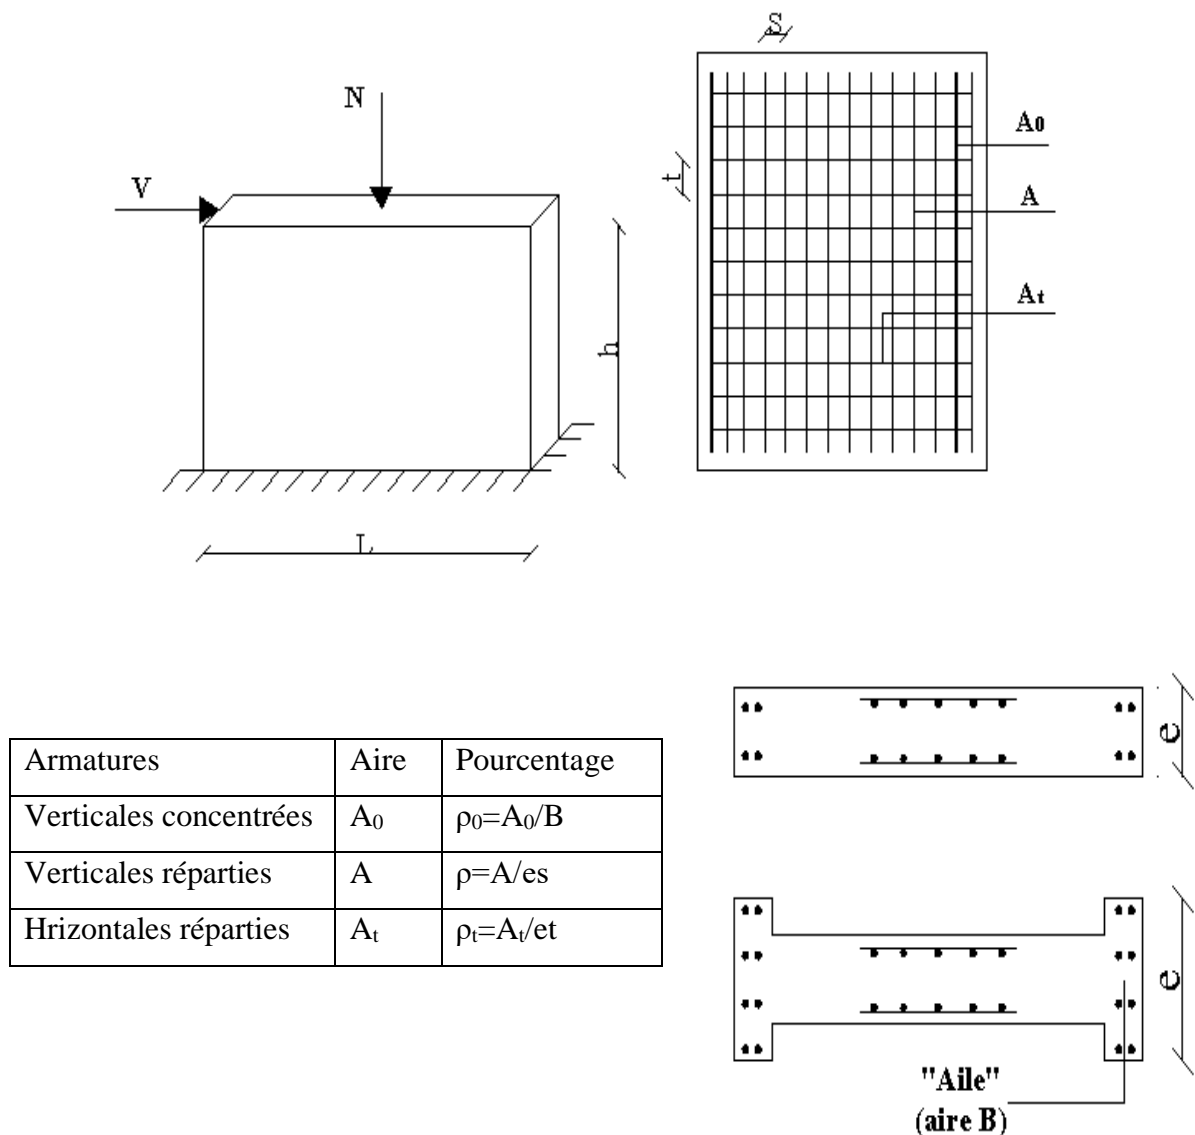 S
N
V
A0
t
A
At
h
L
Armatures Aire Pourcentage
Verticales concentrées A0 ρ0=A0/B
Verticales réparties A ρ=A/es
Hrizontales réparties At ρt=At/et
e
e
"Aile"
(aire B)